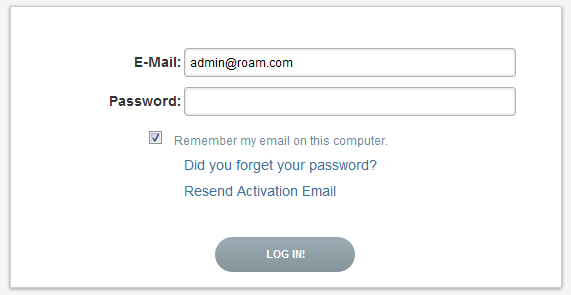 E-Mail: admin@roam.com
Password:
Remember my email on this computer.
Did you forget your password?
Resend Activation Email
LOG IN!